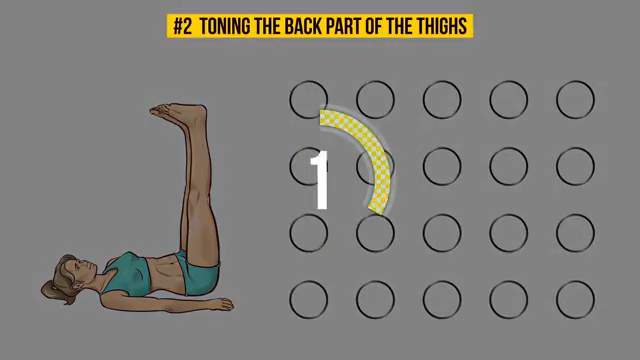 #2 TONING THE BACK PART OF THE THIGHS
1